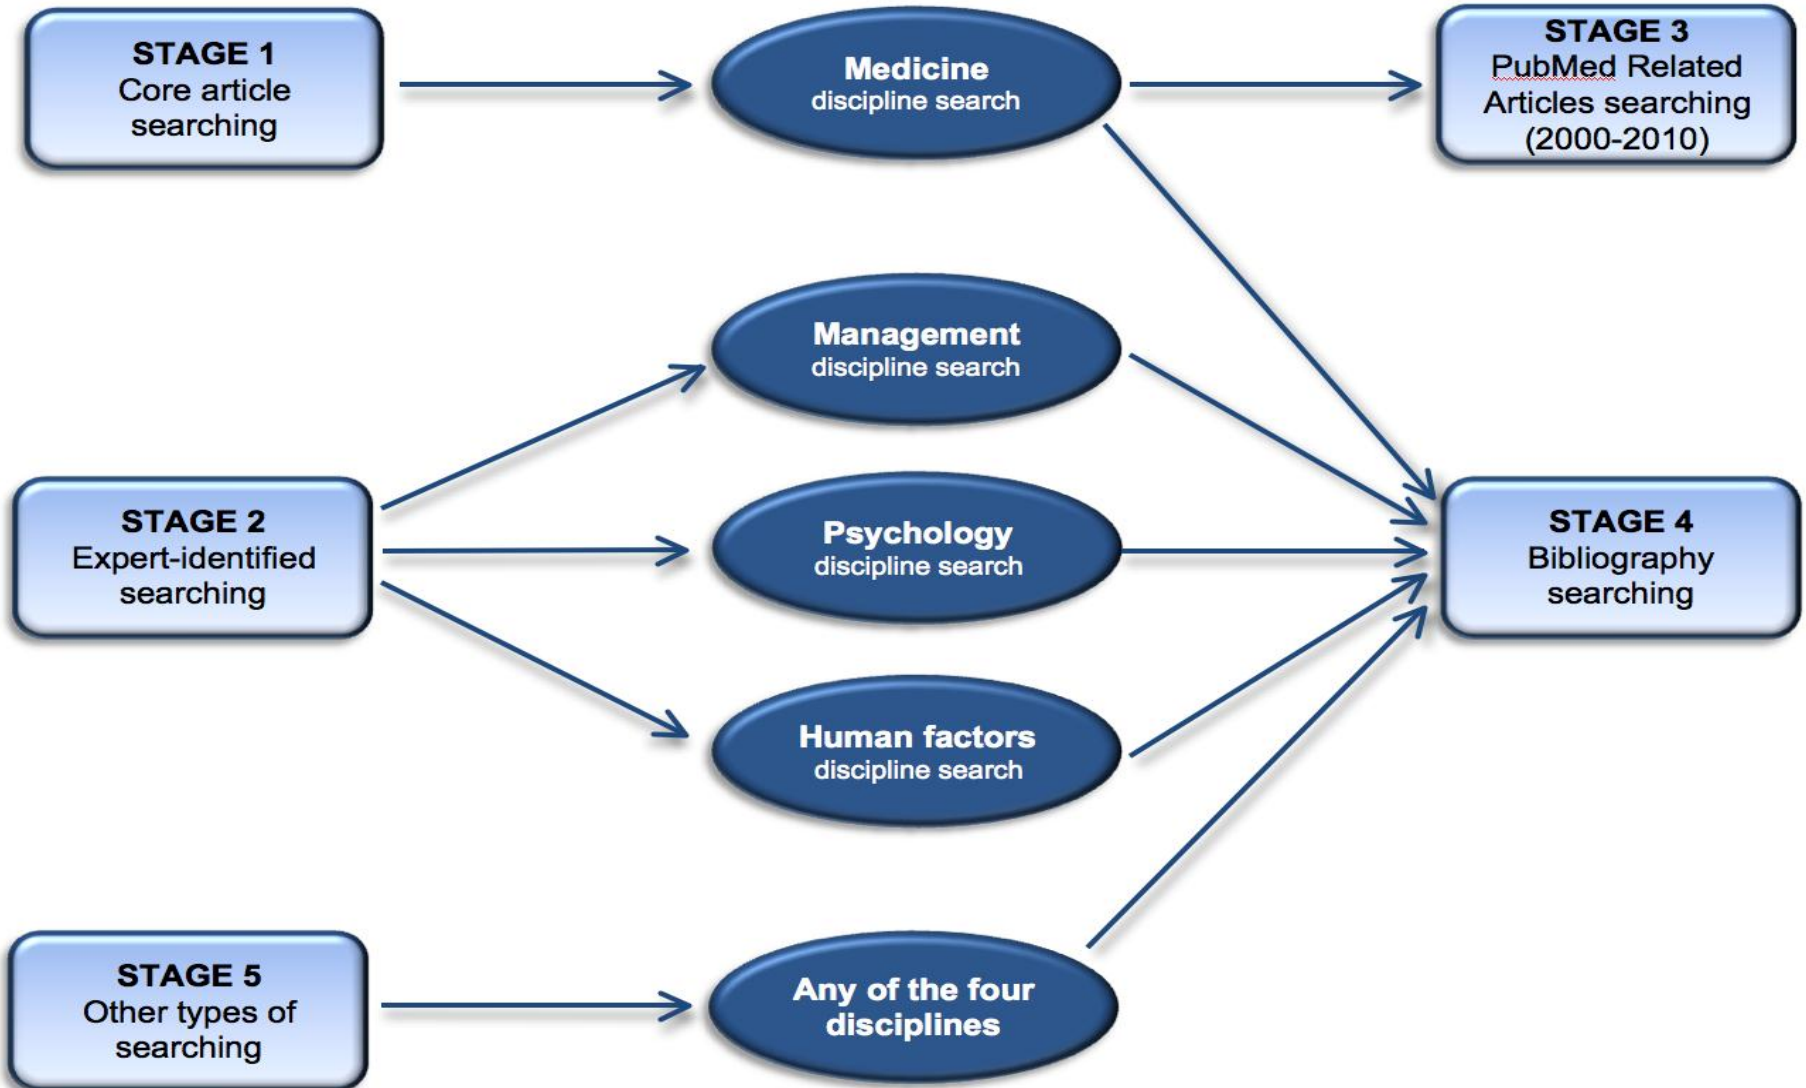 STAGE 1
Core article
searching
Medicine
discipline search
STAGE 3
PubMed Related
Articles searching
(2000-2010)
Management
discipline search
STAGE 2
Expert-identified
searching
Psychology
discipline search
STAGE 4
Bibliography
searching
Human factors
discipline search
STAGE 5
Other types of
searching
Any of the four
disciplines